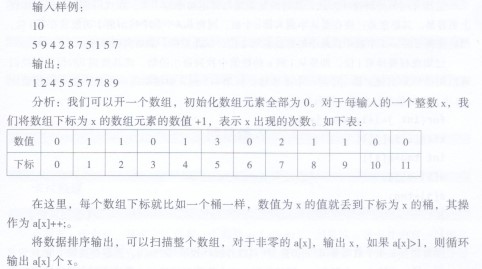 输入样例：
10
5 9 4 2 8 7 5 1 5 7
输出：
1 2 4 5 5 5 7 7 8 9
分析：我们可以开一个数组，初始化数组元素全部为 0。对于每输入的一个整数 x，我
们将数组下标为 x 的数组元素的数值 +1，表示 x 出现的次数。如下表：
数值 0 1 1 0 1 3 0 2 1 1 0 0
下标 0 1 2 3 4 5 6 7 8 9 10 11
在这里，每个数组下标就比如一个桶一样，数值为 x 的值就丢到下标为 x 的桶，其操
作为 a[x]++;。
将数据排序输出，可以扫描整个数组，对于非零的 a[x]，输出 x，如果 a[x]>1，则循环
输出 a[x] 个 x。